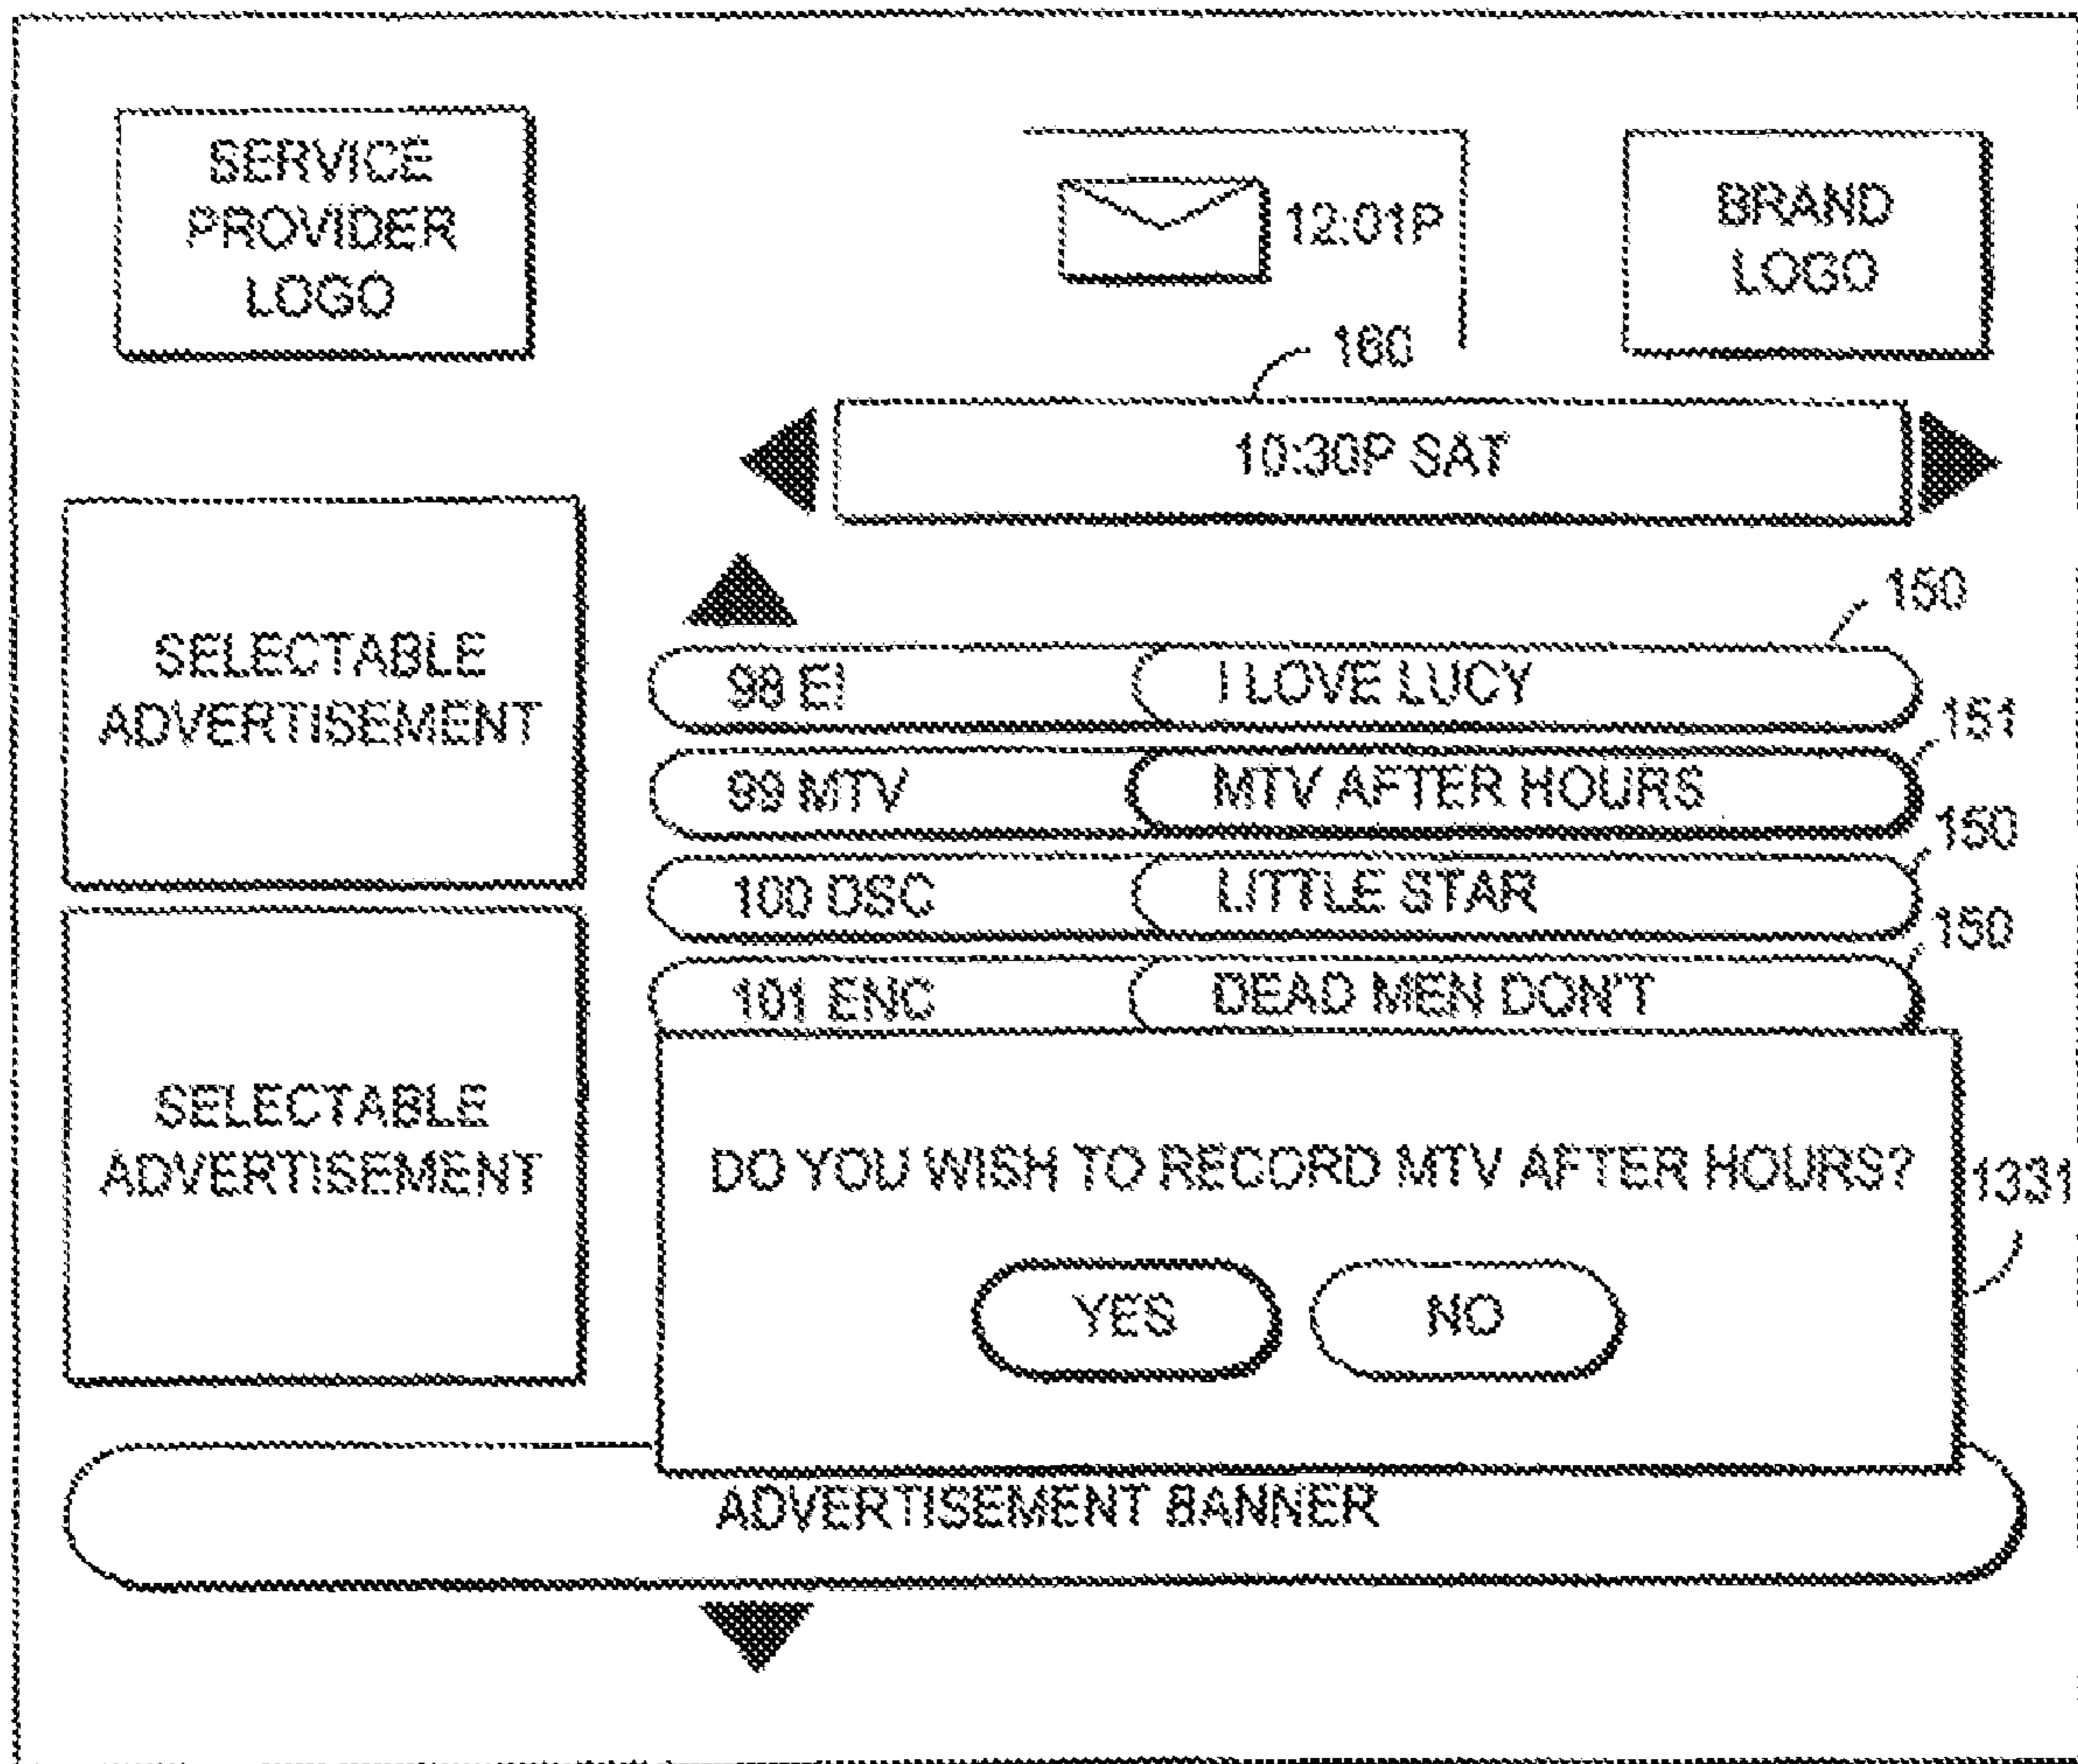 SERVICE
PROVIDER
LOGO
12:01P
BRAND
LOGO
160
10:30P SAT
SELECTABLE
ADVERTISEMENT
150
98 E!
I LOVE LUCY
151
99 MTV
MTV AFTER HOURS
150
100 DSC
LITTLE STAR
150
101 ENC
DEAD MEN DON'T
SELECTABLE
ADVERTISEMENT
DO YOU WISH TO RECORD MTV AFTER HOURS?
1331
YES
NO
ADVERTISEMENT BANNER